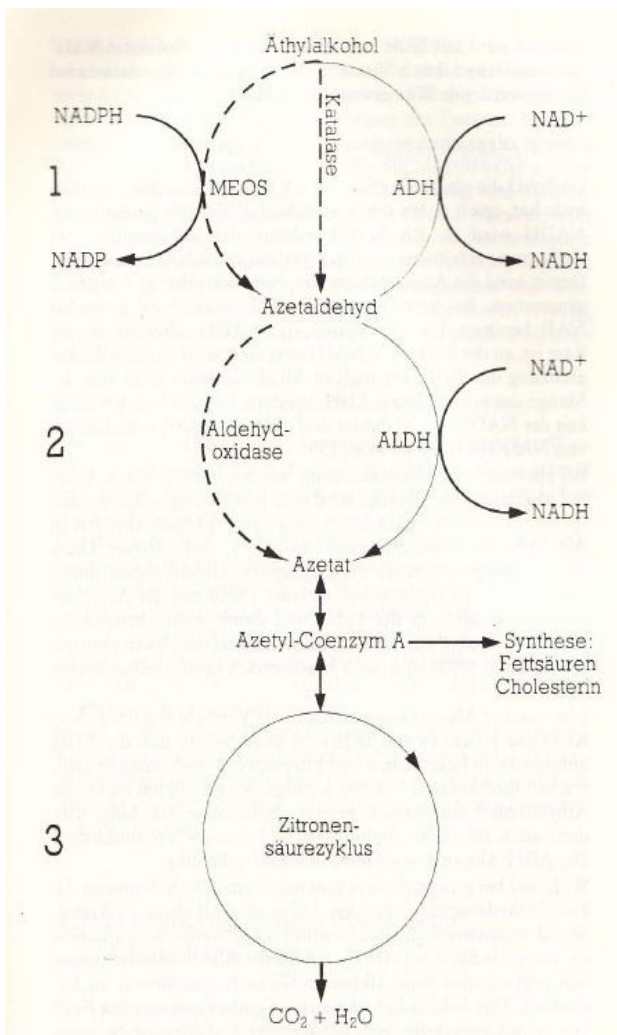 Äthylalkohol
NADPH
Katalase
NAD+
1
MEOS
ADH
NADP
NADH
Azetaldehyd
NAD+
2
Aldehyd-
oxidase
ALDH
NADH
Azetat
Azetyl-Coenzym A
Synthese:
Fettsäuren
Cholesterin
3
Zitronen-
säurezyklus
CO₂ + H₂O